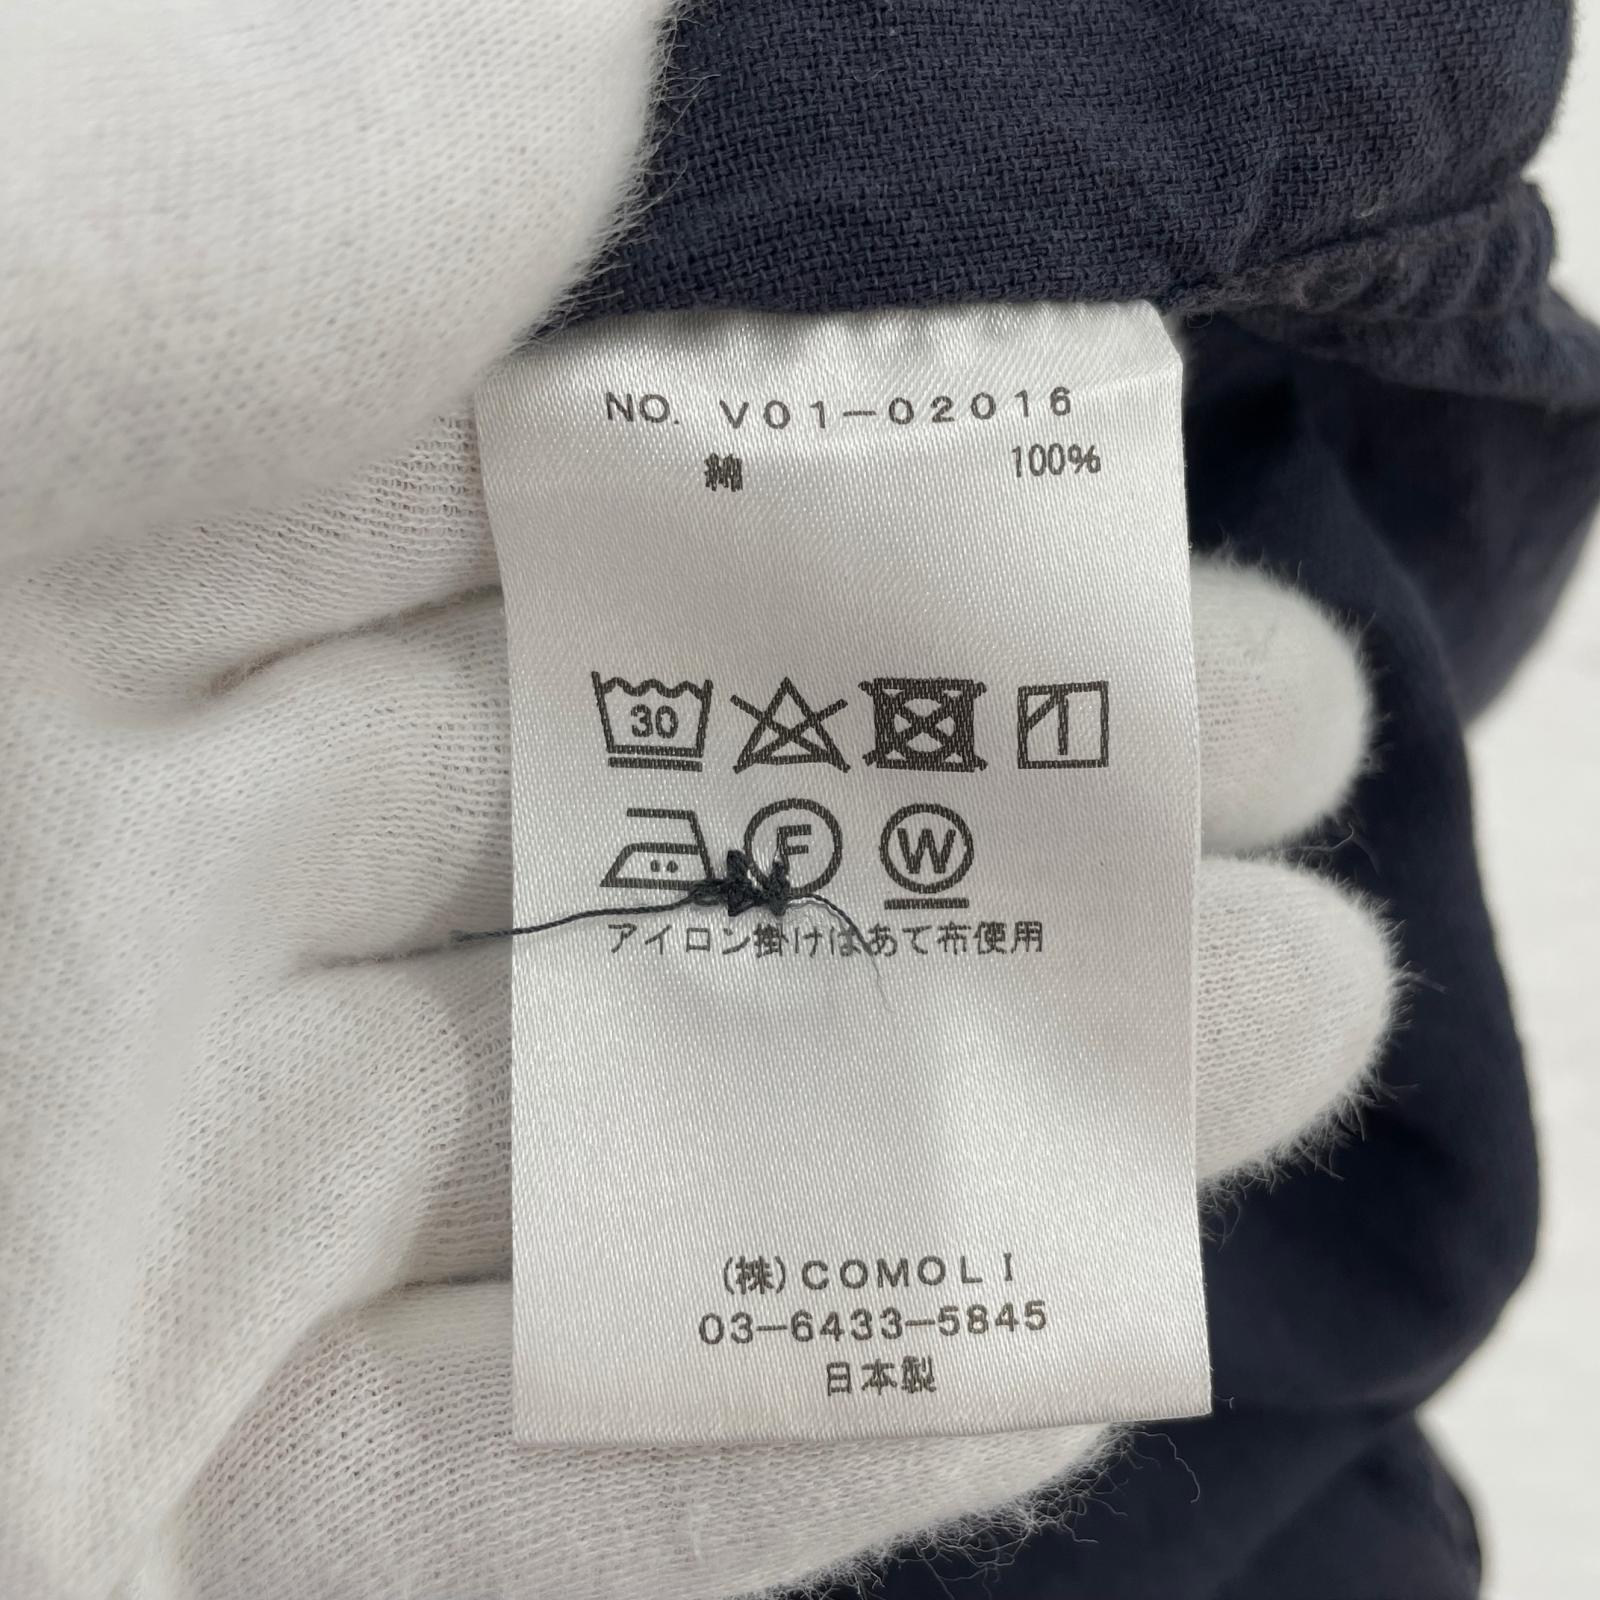 NO. V01-02016
綿 100%
30
F W
アイロン掛けはあて布使用
(株)COMOLI
03-6433-5845
日本製